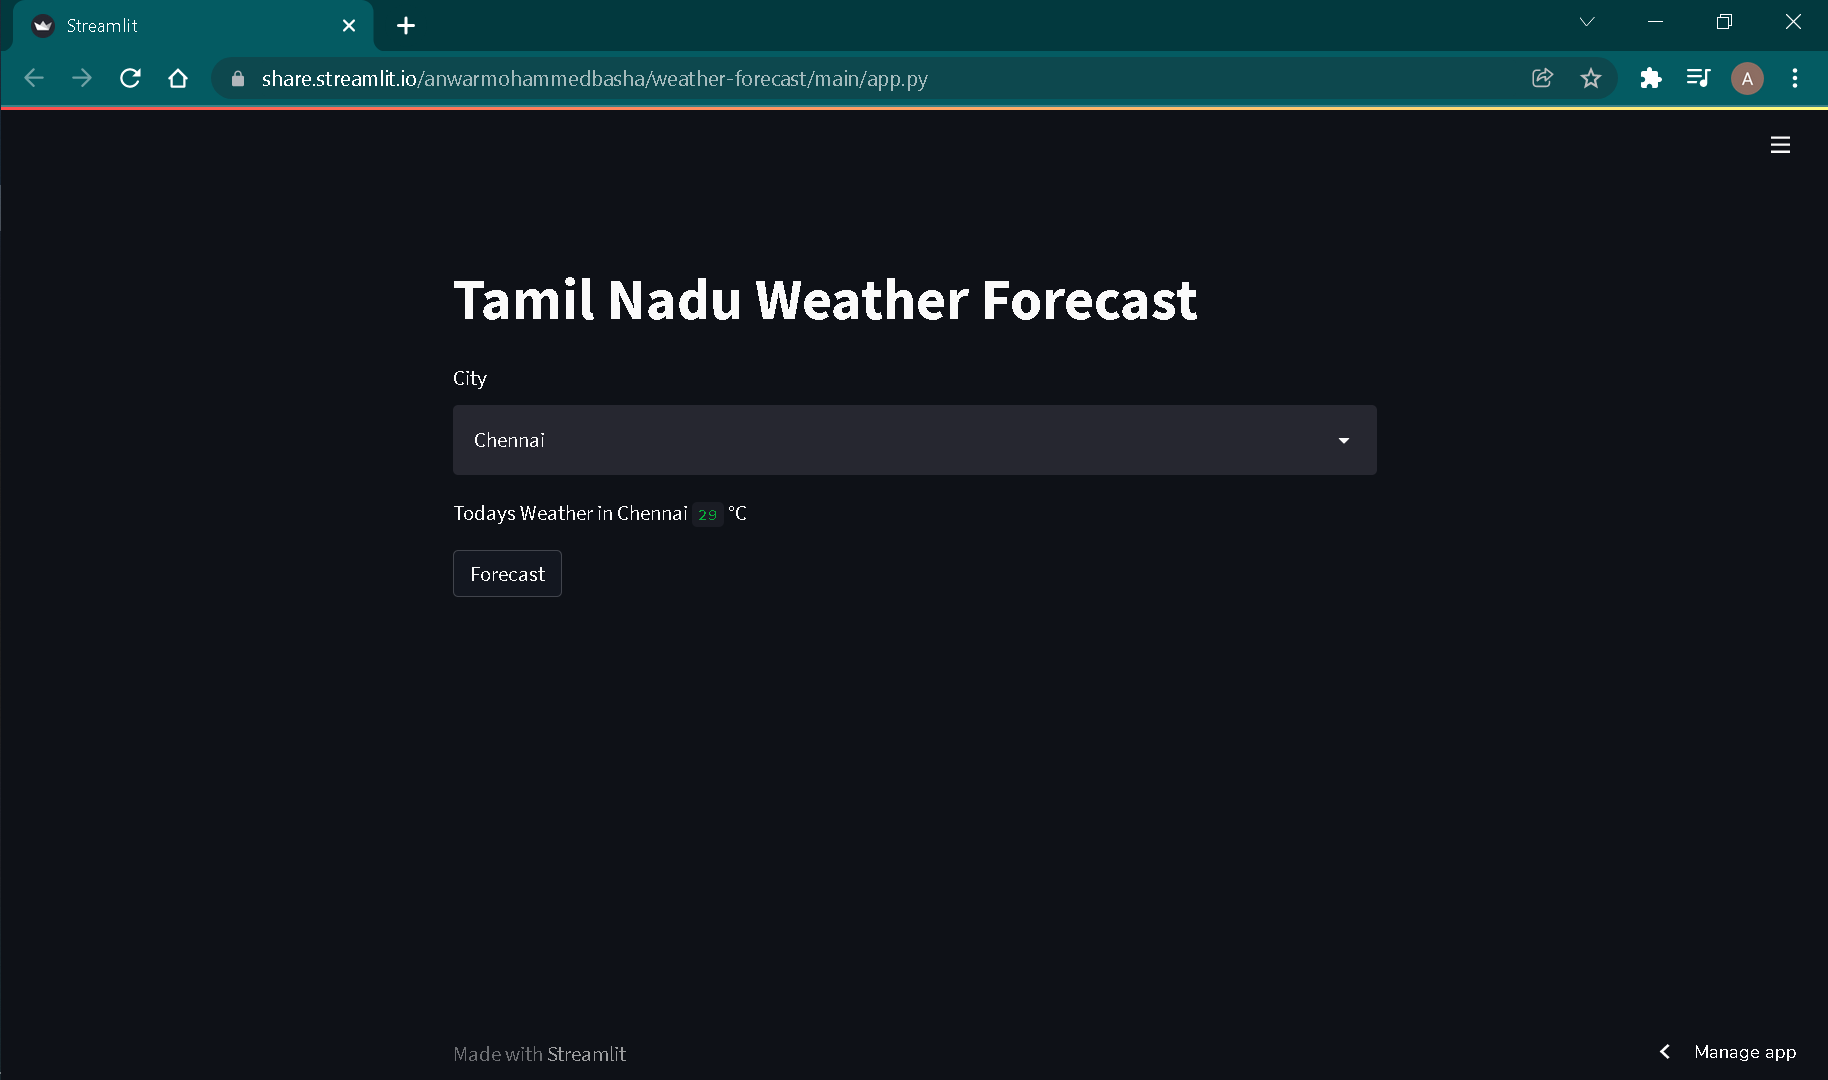 Streamlit
share.streamlit.io/anwarmohammedbasha/weather-forecast/main/app.py
A
Tamil Nadu Weather Forecast
City
Chennai
Todays Weather in Chennai 29 °C
Forecast
Made with Streamlit
Manage app